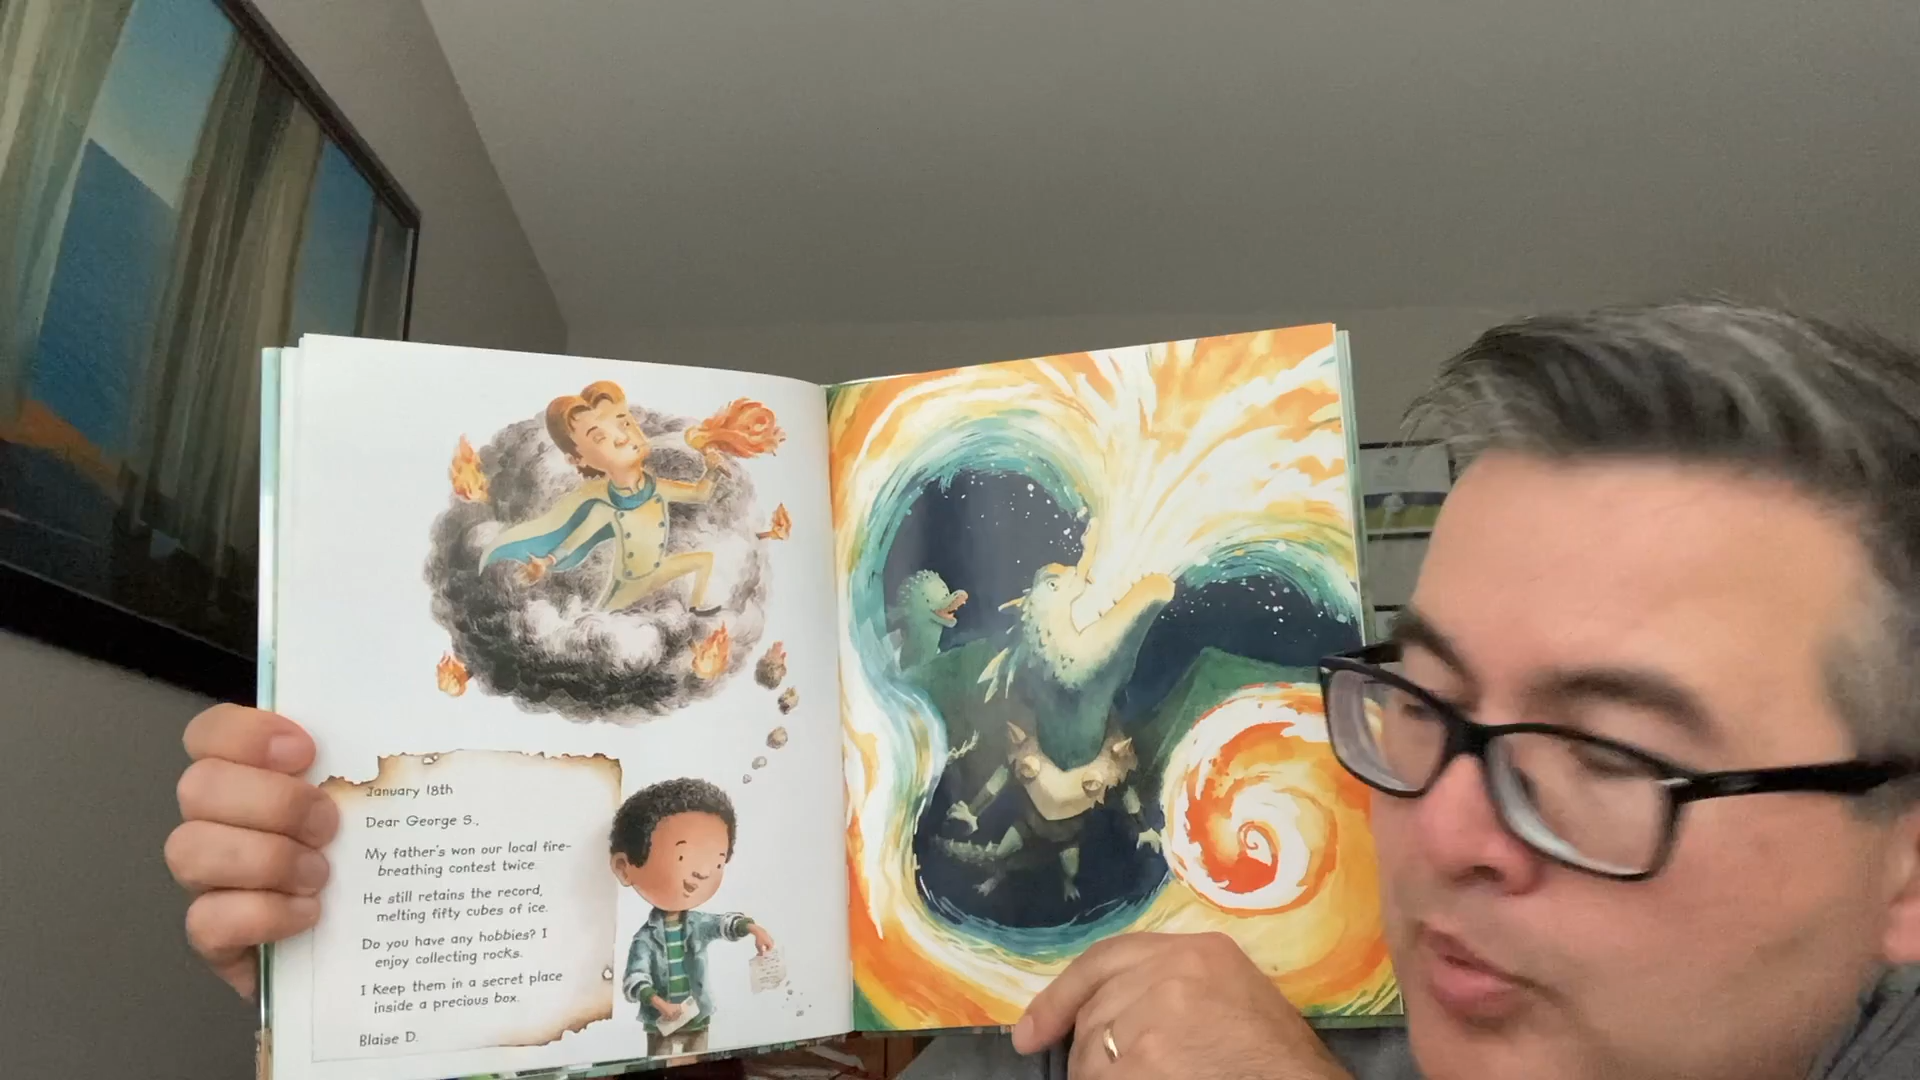 January 18th
Dear George S.,
My father's won our local fire-
breathing contest twice
He still retains the record,
melting fifty cubes of ice.
Do you have any hobbies? I
enjoy collecting rocks.
I keep them in a secret place
inside a precious box.
Blaise D.